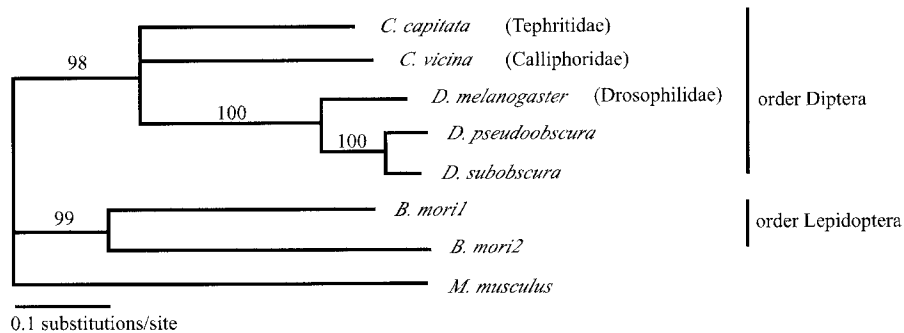 C. capitata (Tephritidae)
98
C. vicina (Calliphoridae)
D. melanogaster (Drosophilidae)
order Diptera
100
D. pseudoobscura
100
D. subobscura
B. mori1
99
order Lepidoptera
B. mori2
M. musculus
0.1 substitutions/site